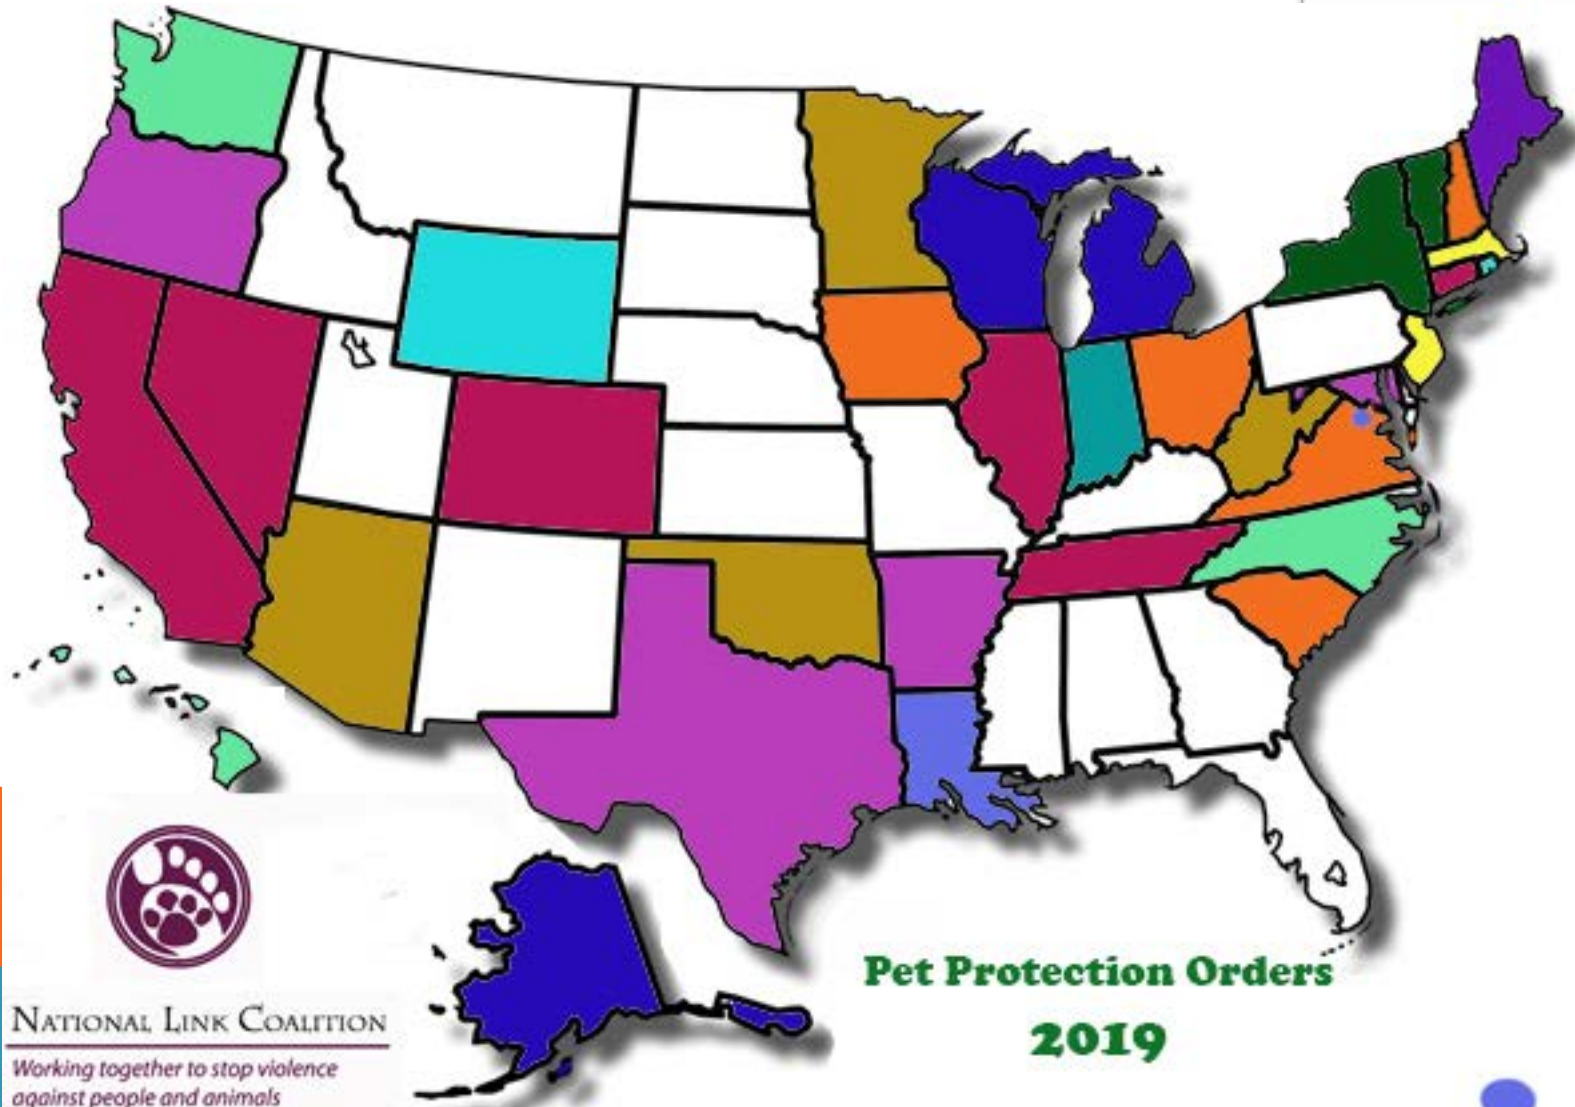 Pet Protection Orders
2019
NATIONAL LINK COALITION
Working together to stop violence
against people and animals